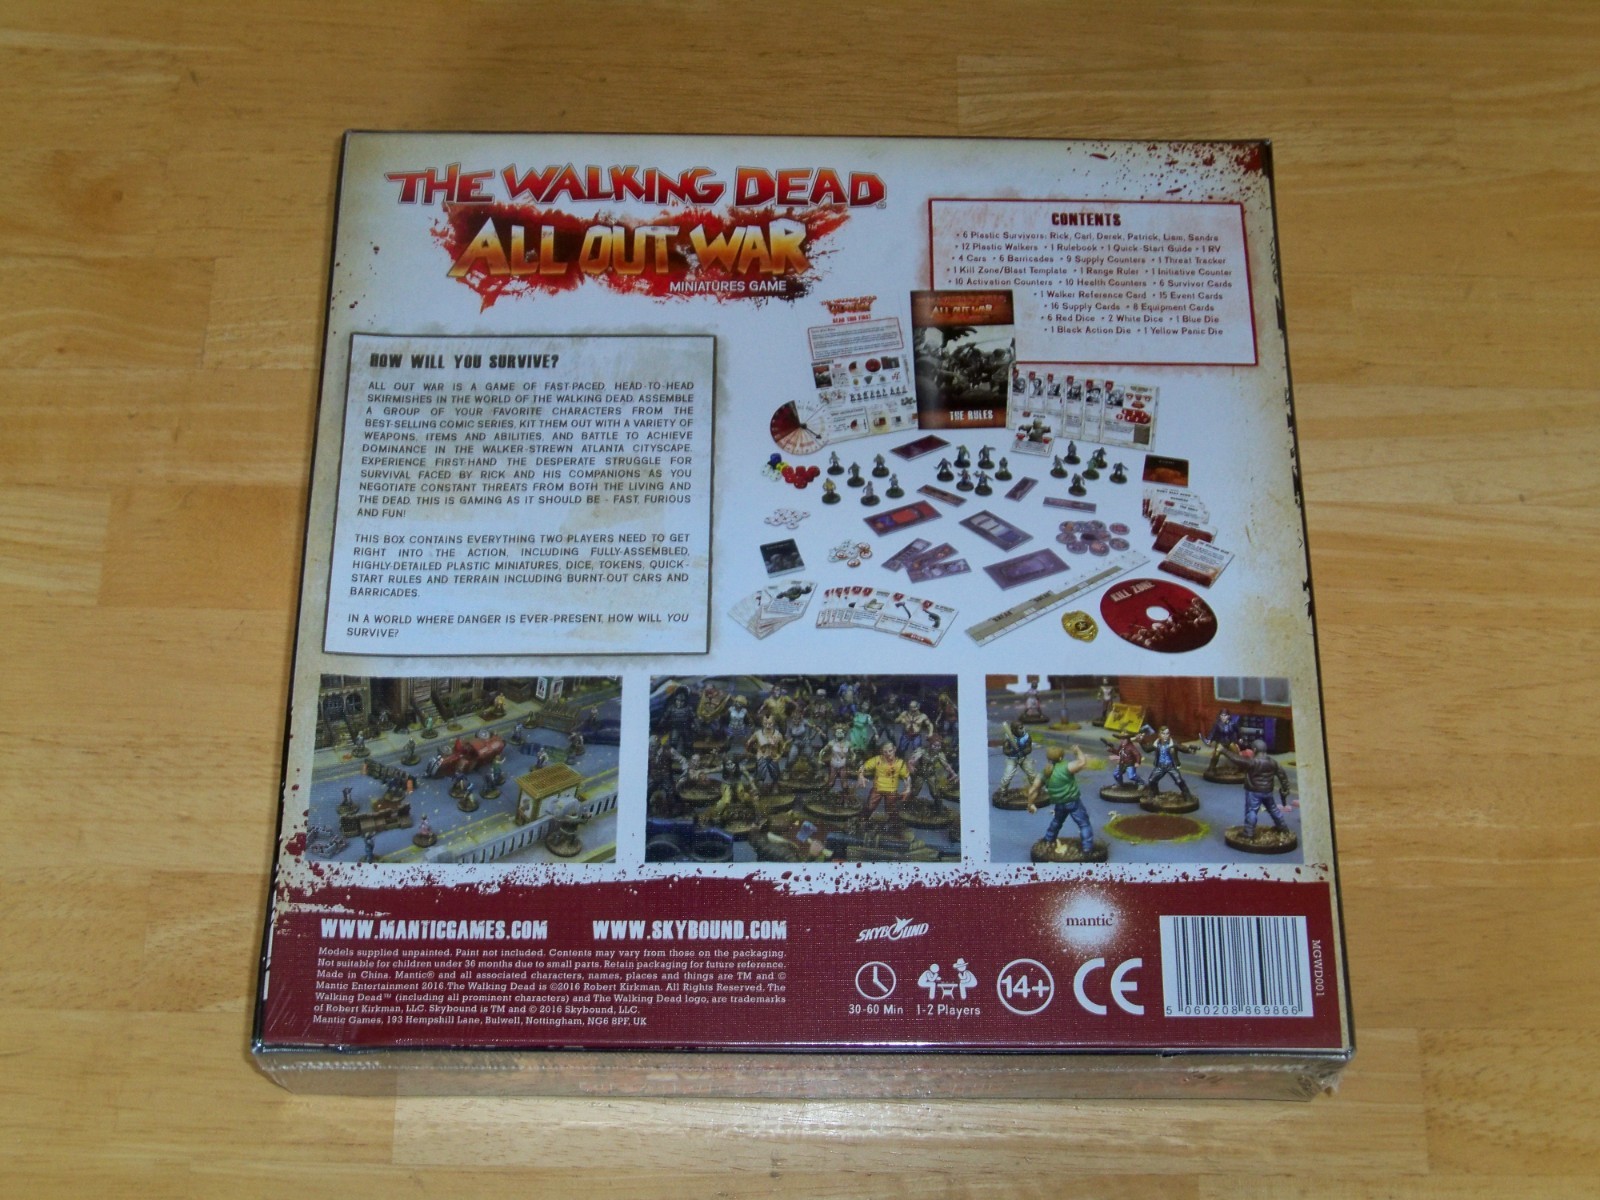 THE WALKING DEAD
ALL OUT WAR
MINIATURES GAME
CONTENTS
• 6 Plastic Survivors: Rick, Carl, Derek, Patrick, Liam, Sandra
• 12 Plastic Walkers • 1 Rulebook • 1 Quick-Start Guide • 1 RV
• 4 Cars • 6 Barricades • 9 Supply Counters • 1 Threat Tracker
• 1 Kill Zone/Blast Template • 1 Range Ruler • 1 Initiative Counter
• 10 Activation Counters • 10 Health Counters • 6 Survivor Cards
• 1 Walker Reference Card • 15 Event Cards
• 16 Supply Cards • 8 Equipment Cards
• 6 Red Dice • 2 White Dice • 1 Blue Die
• 1 Black Action Die • 1 Yellow Panic Die
HOW WILL YOU SURVIVE?
ALL OUT WAR IS A GAME OF FAST-PACED, HEAD-TO-HEAD
SKIRMISHES IN THE WORLD OF THE WALKING DEAD. ASSEMBLE
A GROUP OF YOUR FAVORITE CHARACTERS FROM THE
BEST-SELLING COMIC SERIES, KIT THEM OUT WITH A VARIETY OF
WEAPONS, ITEMS AND ABILITIES, AND BATTLE TO ACHIEVE
DOMINANCE IN THE WALKER-STREWN ATLANTA CITYSCAPE.
EXPERIENCE FIRST-HAND THE DESPERATE STRUGGLE FOR
SURVIVAL FACED BY RICK AND HIS COMPANIONS AS YOU
NEGOTIATE CONSTANT THREATS FROM BOTH THE LIVING AND
THE DEAD. THIS IS GAMING AS IT SHOULD BE - FAST, FURIOUS
AND FUN!
THIS BOX CONTAINS EVERYTHING TWO PLAYERS NEED TO GET
RIGHT INTO THE ACTION, INCLUDING FULLY-ASSEMBLED,
HIGHLY-DETAILED PLASTIC MINIATURES, DICE, TOKENS, QUICK-
START RULES AND TERRAIN INCLUDING BURNT-OUT CARS AND
BARRICADES.
IN A WORLD WHERE DANGER IS EVER-PRESENT, HOW WILL YOU
SURVIVE?
THE WALKING DEAD
READ THIS FIRST
ALL OUT WAR
THE RULES
KILL ZONE
WWW.MANTICGAMES.COM
WWW.SKYBOUND.COM
Models supplied unpainted. Paint not included. Contents may vary from those on the packaging.
Not suitable for children under 36 months due to small parts. Retain packaging for future reference.
Made in China. Mantic® and all associated characters, names, places and things are TM and ©
Mantic Entertainment 2016.The Walking Dead is ©2016 Robert Kirkman. All Rights Reserved. The
Walking Dead™ (including all prominent characters) and The Walking Dead logo, are trademarks
of Robert Kirkman, LLC. Skybound is TM and © 2016 Skybound, LLC.
Mantic Games, 193 Hempshill Lane, Bulwell, Nottingham, NG6 8PF, UK
SKYBOUND
mantic®
30-60 Min
1-2 Players
14+
CE
5 060208 869866
MGWD001